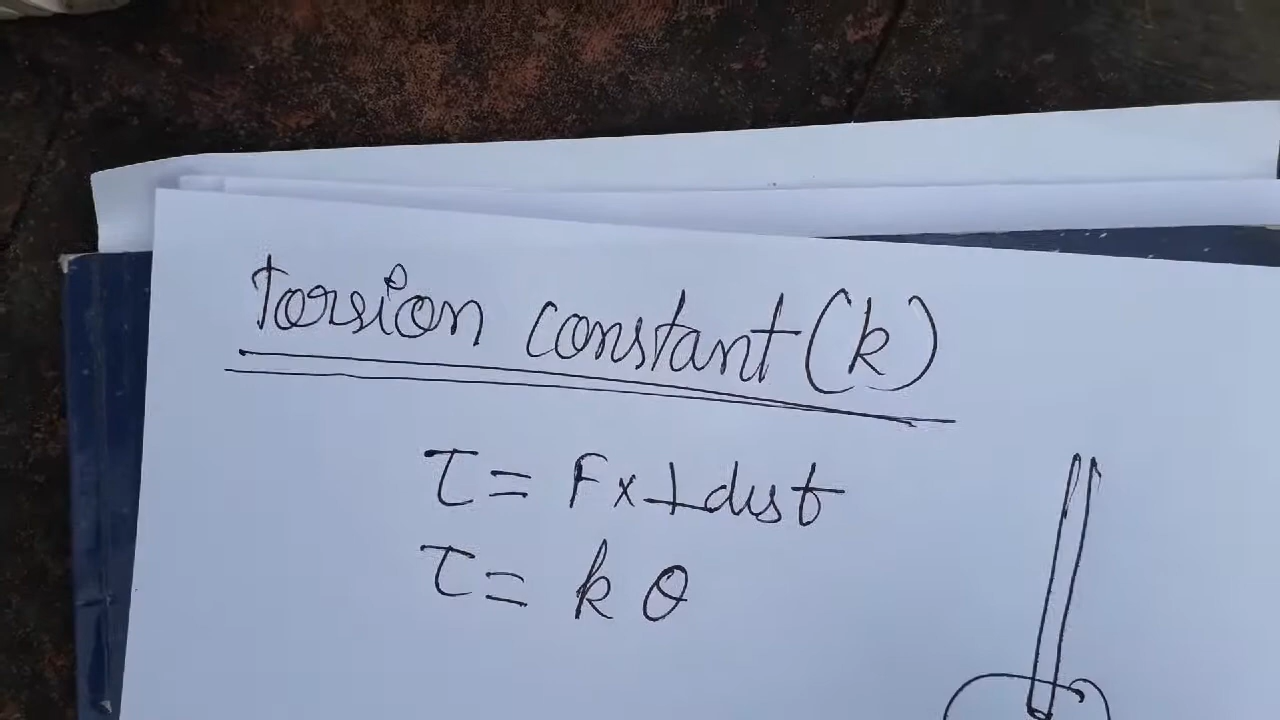 Torsion constant (k)
τ = F × ⊥ dist
τ = k θ